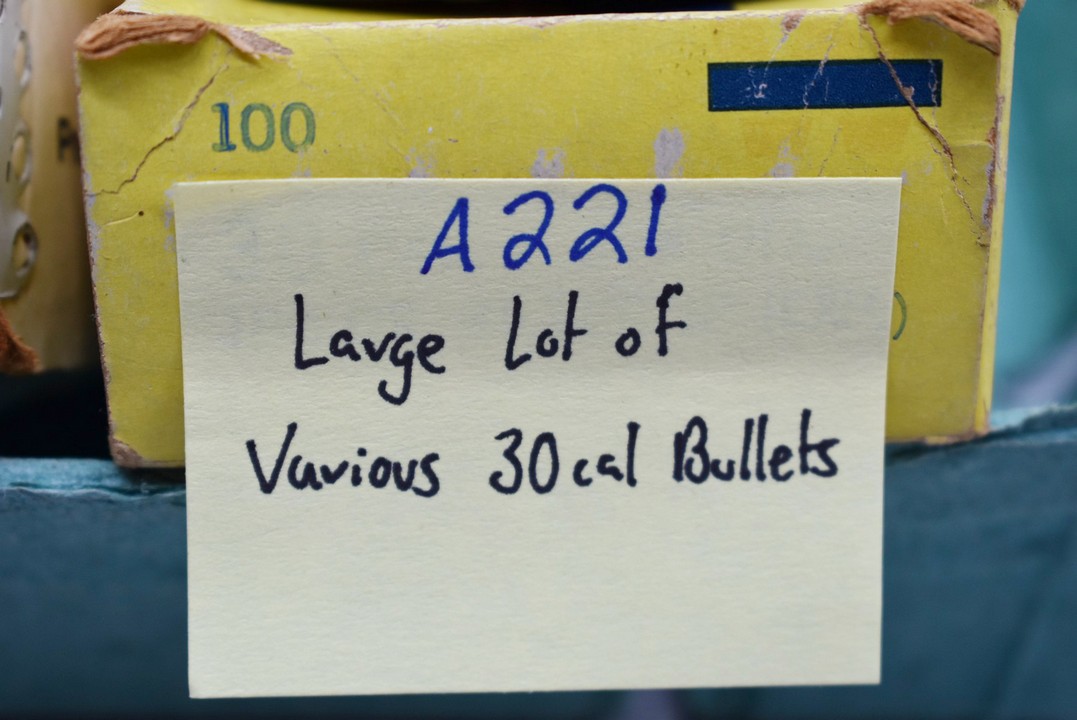 100
A221
Large Lot of
Various 30cal Bullets